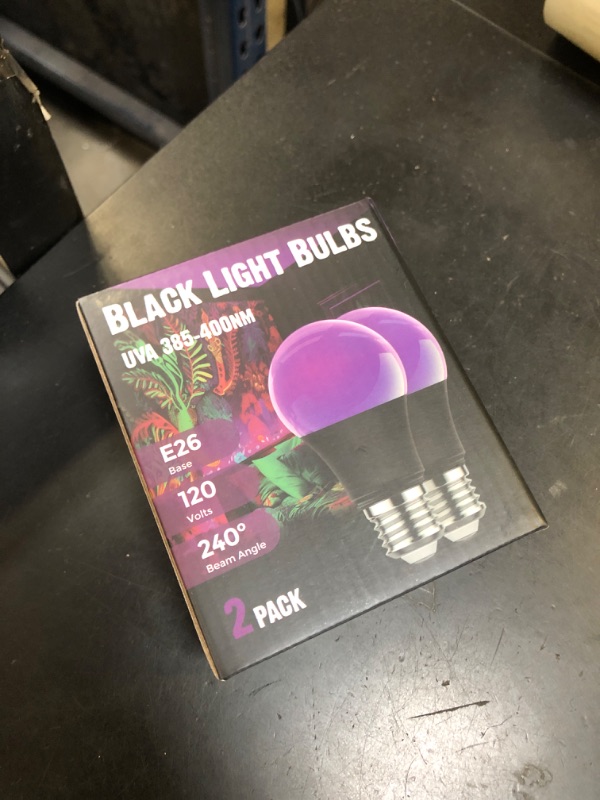 BLACK LIGHT BULBS
UVA 385-400NM
E26
Base
120
Volts
240°
Beam Angle
2 PACK